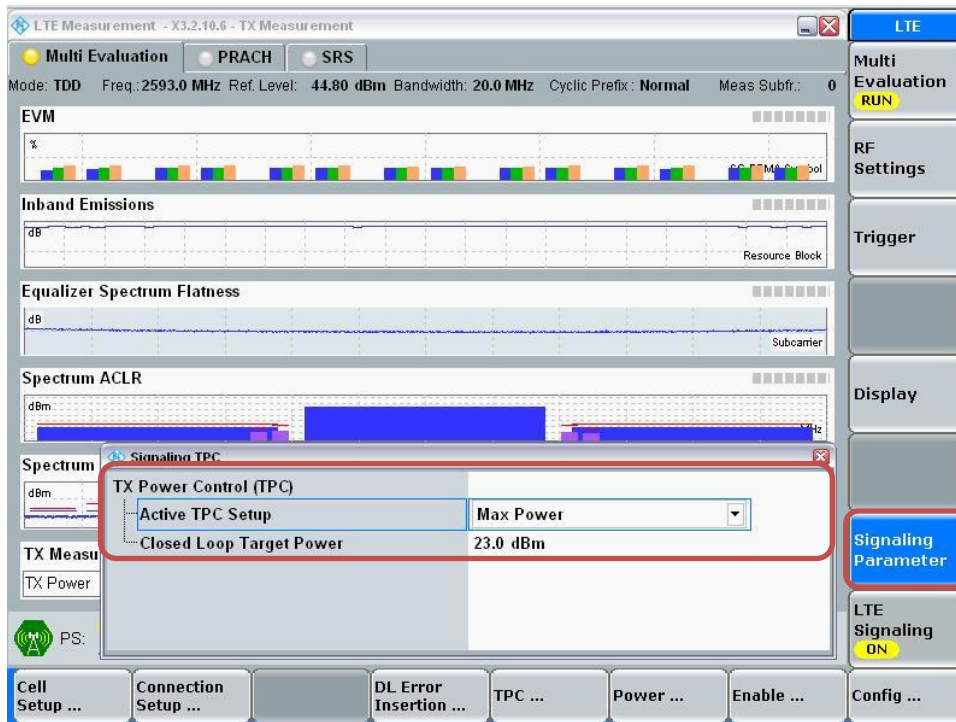 LTE Measurement - X3.2.10.6 - TX Measurement
LTE
Multi Evaluation
PRACH
SRS
Mode: TDD Freq.: 2593.0 MHz Ref. Level: 44.80 dBm Bandwidth: 20.0 MHz Cyclic Prefix : Normal Meas Subfr.: 0
Multi
Evaluation
RUN
EVM
%
RF
Settings
Inband Emissions
dB
Resource Block
Trigger
Equalizer Spectrum Flatness
dB
Subcarrier
Spectrum ACLR
dBm
Display
Spectrum
dBm
Signaling TPC
TX Power Control (TPC)
Active TPC Setup Max Power
Closed Loop Target Power 23.0 dBm
Signaling
Parameter
TX Measu
TX Power
PS:
LTE
Signaling
ON
Cell
Setup ...
Connection
Setup ...
DL Error
Insertion ...
TPC ...
Power ...
Enable ...
Config ...